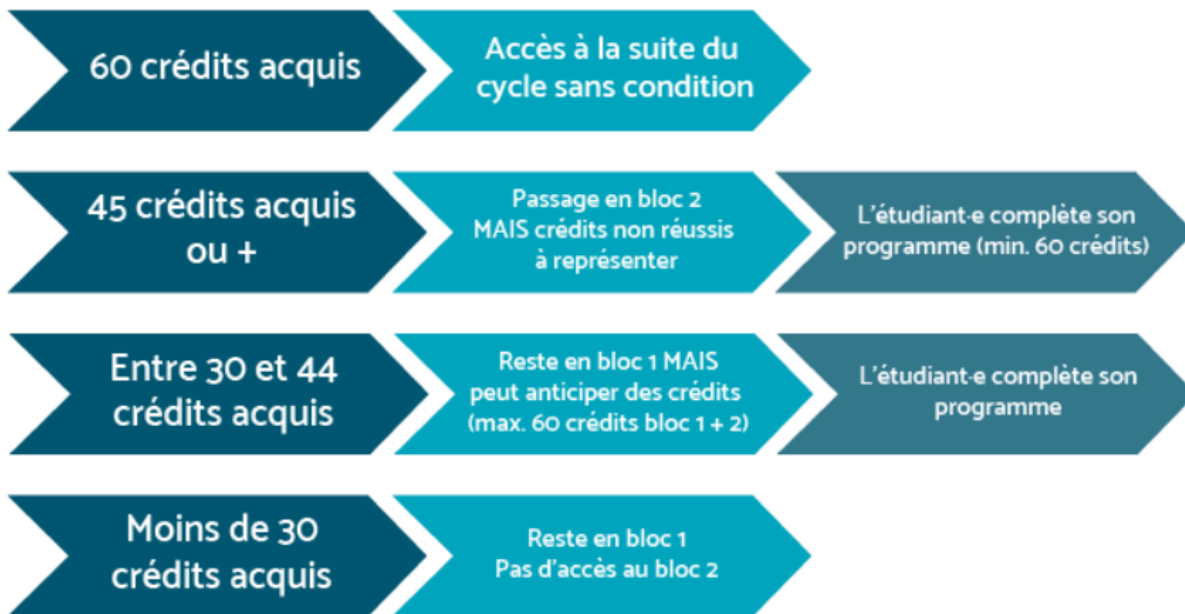 60 crédits acquis
Accès à la suite du
cycle sans condition
45 crédits acquis
ou +
Passage en bloc 2
MAIS crédits non réussis
à représenter
L'étudiant·e complète son
programme (min. 60 crédits)
Entre 30 et 44
crédits acquis
Reste en bloc 1 MAIS
peut anticiper des crédits
(max. 60 crédits bloc 1 + 2)
L'étudiant·e complète son
programme
Moins de 30
crédits acquis
Reste en bloc 1
Pas d'accès au bloc 2